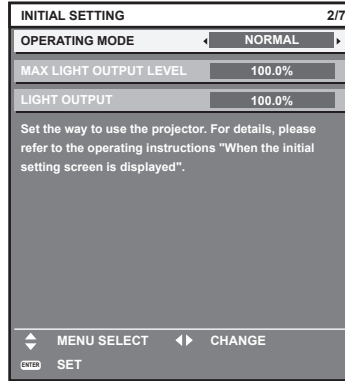 INITIAL SETTING 2/7
OPERATING MODE NORMAL
MAX LIGHT OUTPUT LEVEL 100.0%
LIGHT OUTPUT 100.0%
Set the way to use the projector. For details, please
refer to the operating instructions "When the initial
setting screen is displayed".
MENU SELECT CHANGE
ENTER SET